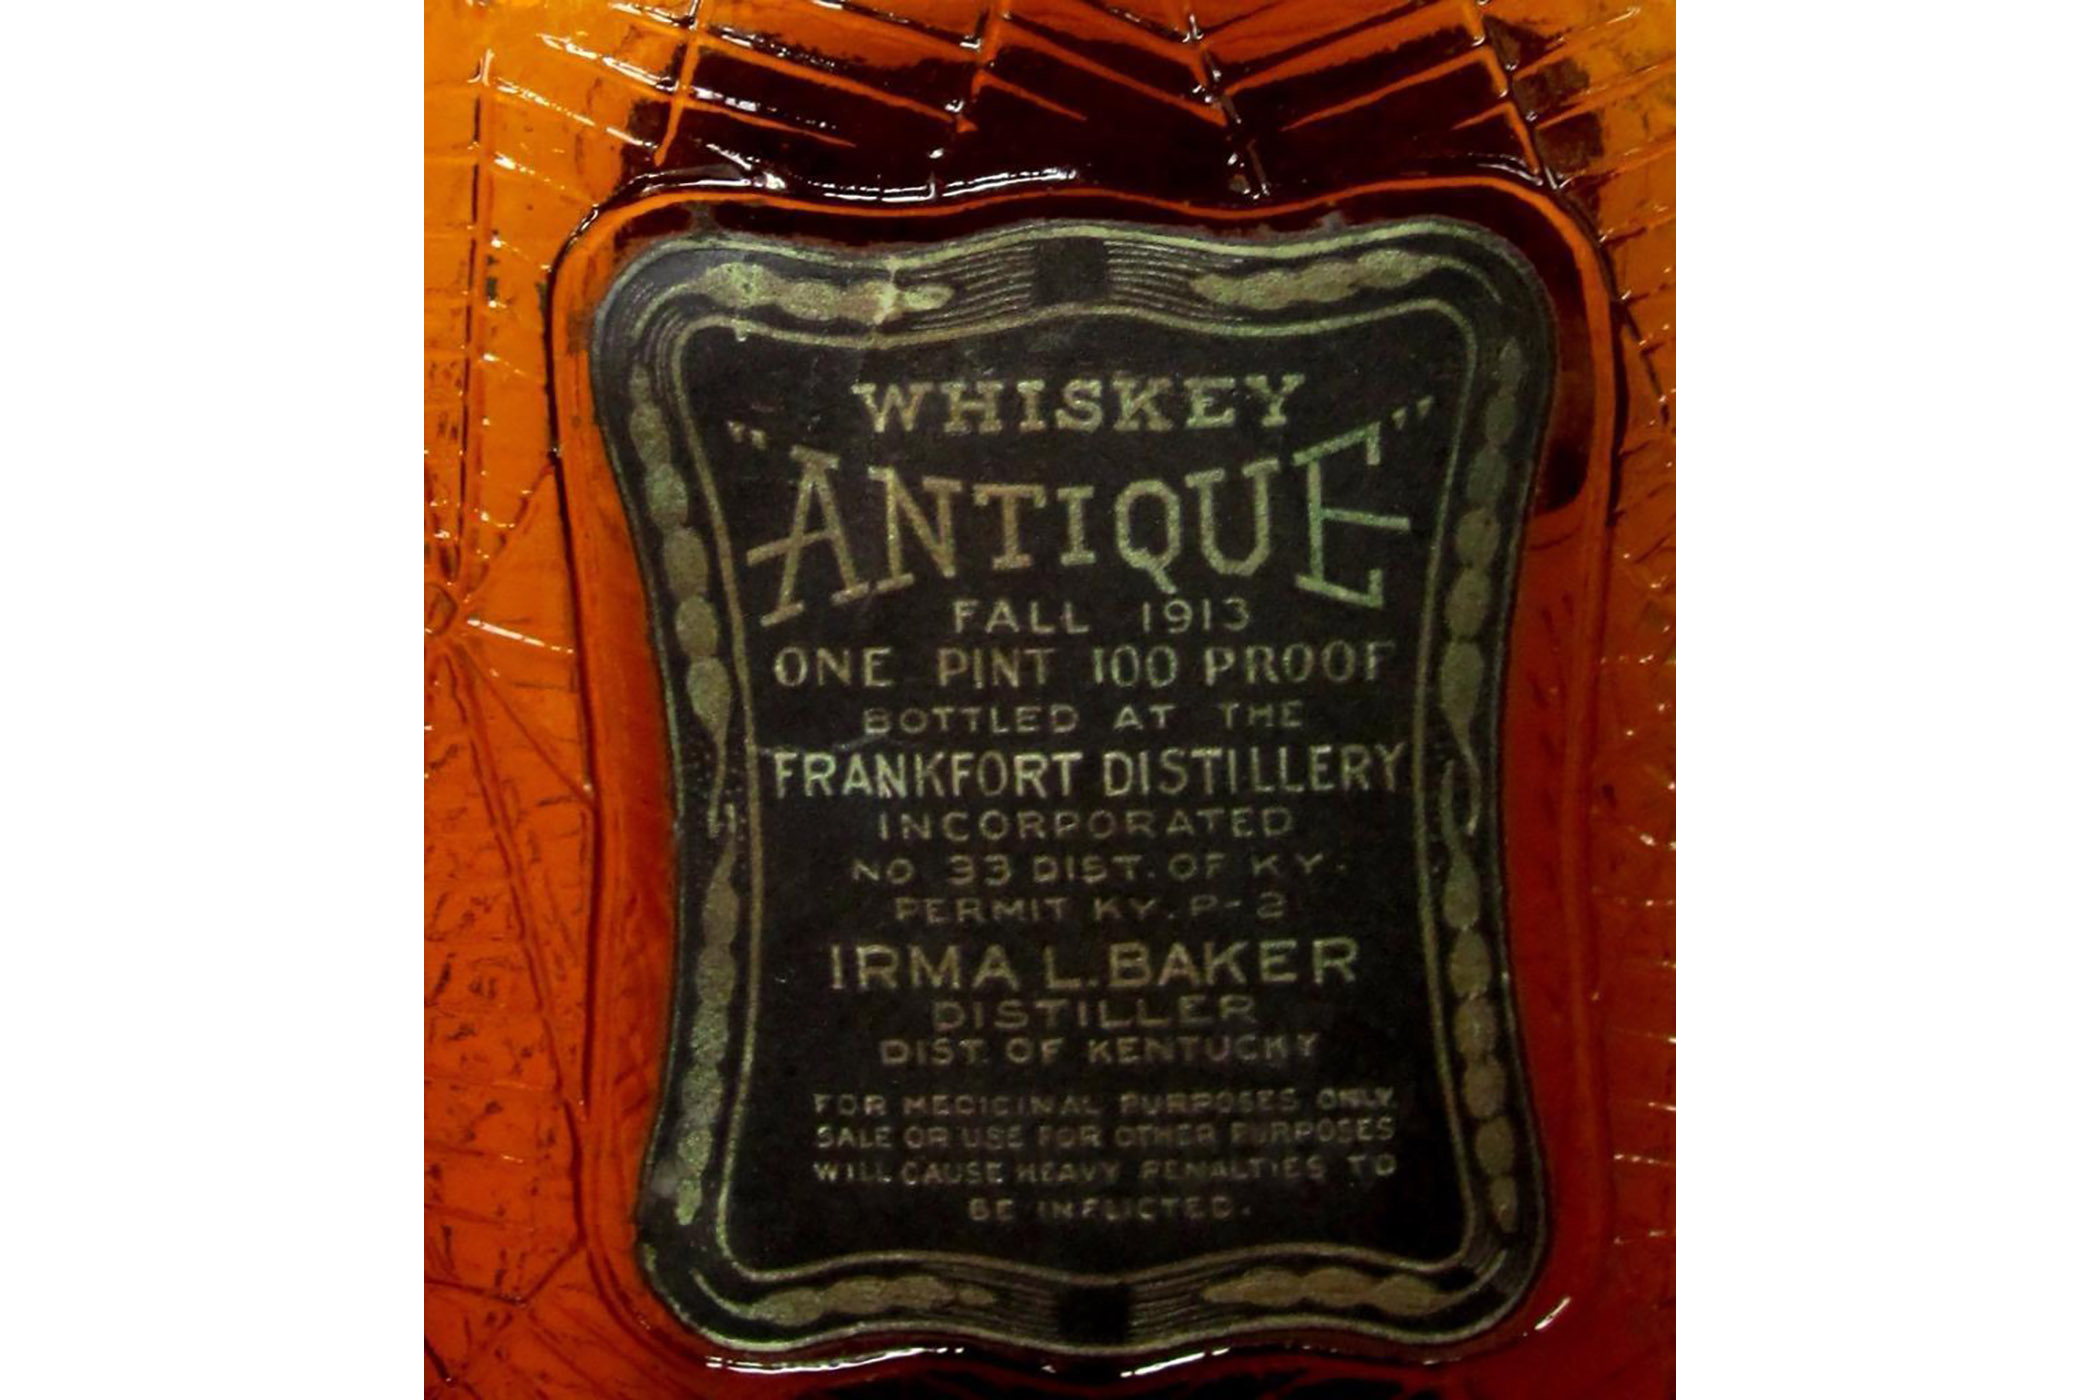 WHISKEY
"ANTIQUE"
FALL 1913
ONE PINT 100 PROOF
BOTTLED AT THE
FRANKFORT DISTILLERY
INCORPORATED
NO 33 DIST. OF KY.
PERMIT KY. P-2
IRMA L. BAKER
DISTILLER
DIST. OF KENTUCKY
FOR MEDICINAL PURPOSES ONLY.
SALE OR USE FOR OTHER PURPOSES
WILL CAUSE HEAVY PENALTIES TO
BE INFLICTED.